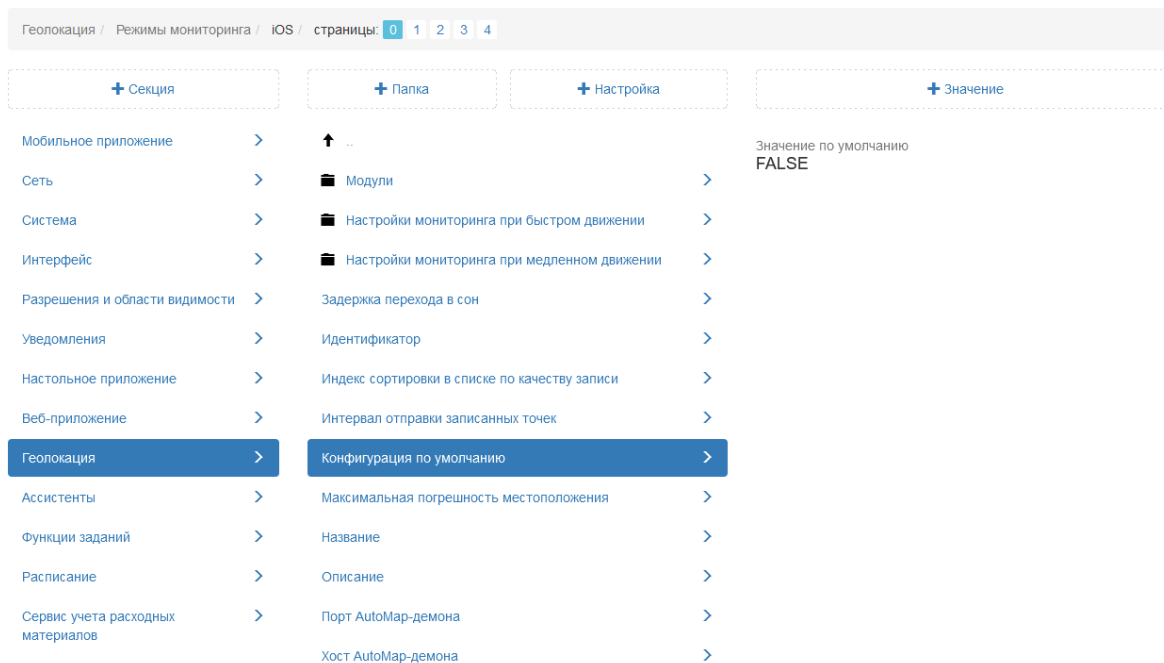 Геолокация / Режимы мониторинга / iOS / страницы: 0 1 2 3 4
+ Секция
+ Папка
+ Настройка
+ Значение
Мобильное приложение
Сеть
Система
Интерфейс
Разрешения и области видимости
Уведомления
Настольное приложение
Веб-приложение
Геолокация
Ассистенты
Функции заданий
Расписание
Сервис учета расходных
материалов
..
Модули
Настройки мониторинга при быстром движении
Настройки мониторинга при медленном движении
Задержка перехода в сон
Идентификатор
Индекс сортировки в списке по качеству записи
Интервал отправки записанных точек
Конфигурация по умолчанию
Максимальная погрешность местоположения
Название
Описание
Порт AutoMap-демона
Хост AutoMap-демона
Значение по умолчанию
FALSE